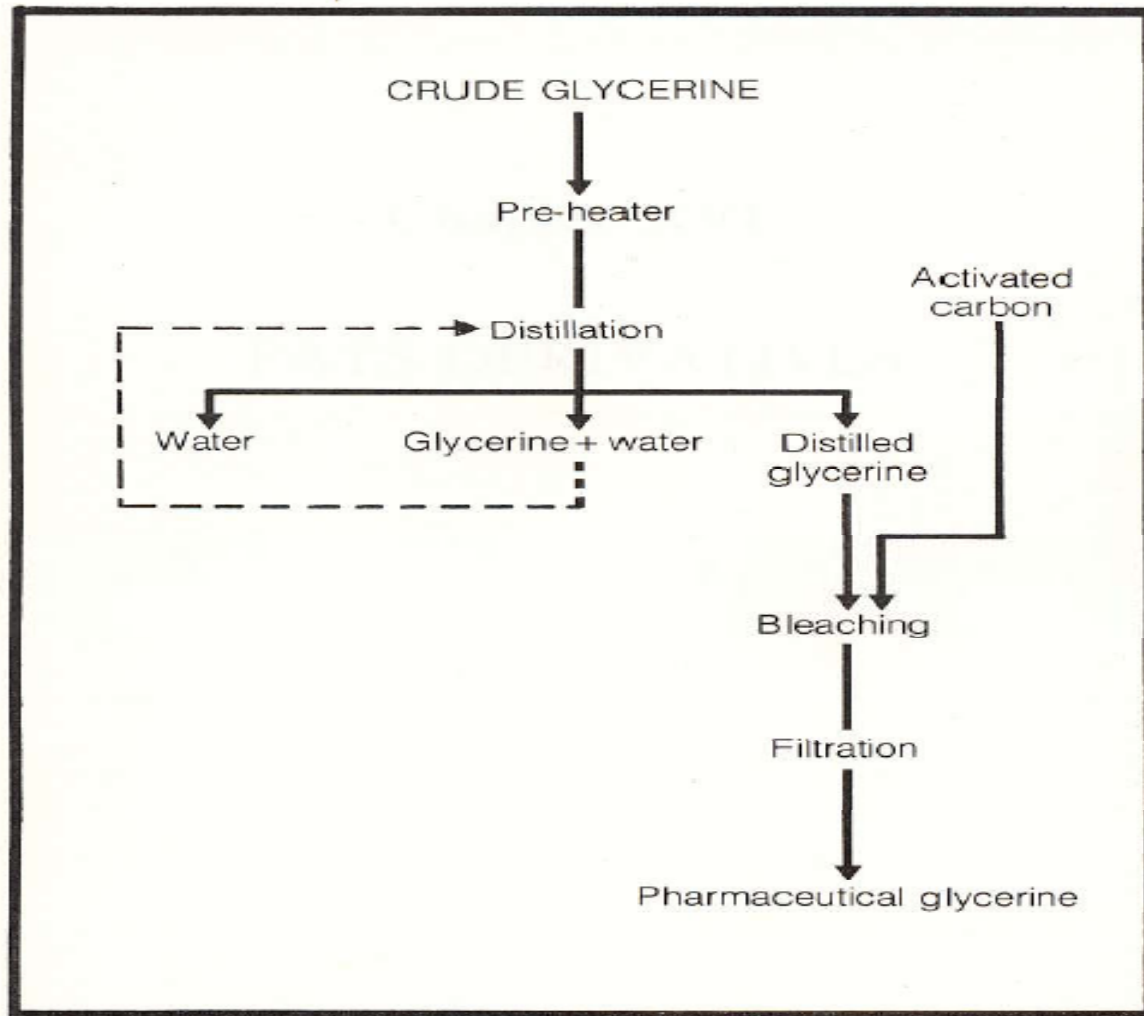 CRUDE GLYCERINE
Pre-heater
Activated
carbon
Distillation
Water
Glycerine + water
Distilled
glycerine
Bleaching
Filtration
Pharmaceutical glycerine